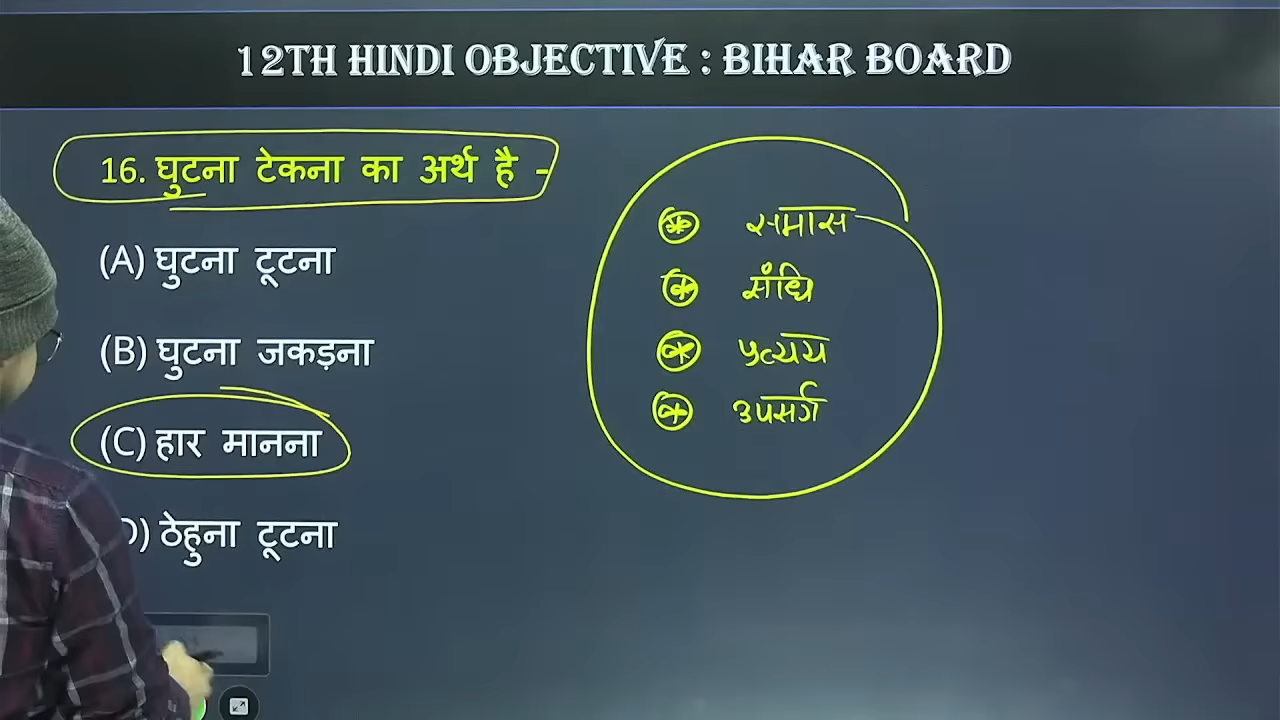 12TH HINDI OBJECTIVE : BIHAR BOARD
16. घुटना टेकना का अर्थ है -
(A) घुटना टूटना
(B) घुटना जकड़ना
(C) हार मानना
D) ठेहुना टूटना
समास
संधि
प्रत्यय
उपसर्ग